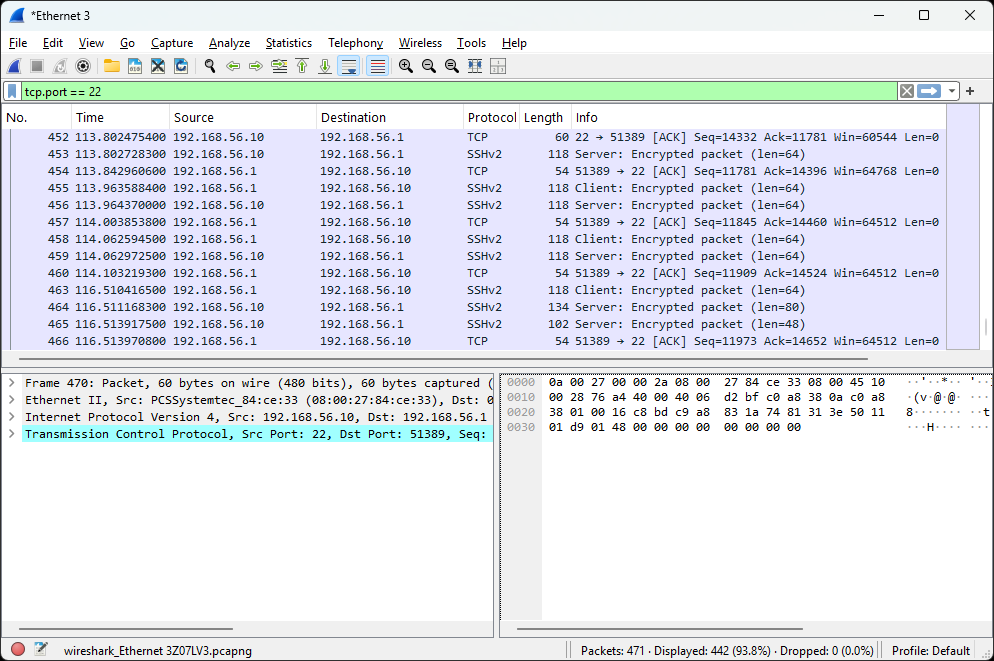 *Ethernet 3
File Edit View Go Capture Analyze Statistics Telephony Wireless Tools Help
tcp.port == 22
No. Time Source Destination Protocol Length Info
452 113.802475400 192.168.56.10 192.168.56.1 TCP 60 22 → 51389 [ACK] Seq=14332 Ack=11781 Win=60544 Len=0
453 113.802728300 192.168.56.10 192.168.56.1 SSHv2 118 Server: Encrypted packet (len=64)
454 113.842960600 192.168.56.1 192.168.56.10 TCP 54 51389 → 22 [ACK] Seq=11781 Ack=14396 Win=64768 Len=0
455 113.963588400 192.168.56.1 192.168.56.10 SSHv2 118 Client: Encrypted packet (len=64)
456 113.964370000 192.168.56.10 192.168.56.1 SSHv2 118 Server: Encrypted packet (len=64)
457 114.003853800 192.168.56.1 192.168.56.10 TCP 54 51389 → 22 [ACK] Seq=11845 Ack=14460 Win=64512 Len=0
458 114.062594500 192.168.56.1 192.168.56.10 SSHv2 118 Client: Encrypted packet (len=64)
459 114.062972500 192.168.56.10 192.168.56.1 SSHv2 118 Server: Encrypted packet (len=64)
460 114.103219300 192.168.56.1 192.168.56.10 TCP 54 51389 → 22 [ACK] Seq=11909 Ack=14524 Win=64512 Len=0
463 116.510416500 192.168.56.1 192.168.56.10 SSHv2 118 Client: Encrypted packet (len=64)
464 116.511168300 192.168.56.10 192.168.56.1 SSHv2 134 Server: Encrypted packet (len=80)
465 116.513917500 192.168.56.10 192.168.56.1 SSHv2 102 Server: Encrypted packet (len=48)
466 116.513970800 192.168.56.1 192.168.56.10 TCP 54 51389 → 22 [ACK] Seq=11973 Ack=14652 Win=64512 Len=0
Frame 470: Packet, 60 bytes on wire (480 bits), 60 bytes captured (
Ethernet II, Src: PCSSystemtec_84:ce:33 (08:00:27:84:ce:33), Dst: 0
Internet Protocol Version 4, Src: 192.168.56.10, Dst: 192.168.56.1
Transmission Control Protocol, Src Port: 22, Dst Port: 51389, Seq:
0000 0a 00 27 00 00 2a 08 00 27 84 ce 33 08 00 45 10 ··'··* ·· '··
0010 00 28 76 a4 40 00 40 06 d2 bf c0 a8 38 0a c0 a8 ·(v·@·@· ···
0020 38 01 00 16 c8 bd c9 a8 83 1a 74 81 31 3e 50 11 8······· ··t
0030 01 d9 01 48 00 00 00 00 00 00 00 00 ···H···· ···
wireshark_Ethernet 3Z07LV3.pcapng
Packets: 471 · Displayed: 442 (93.8%) · Dropped: 0 (0.0%)
Profile: Default